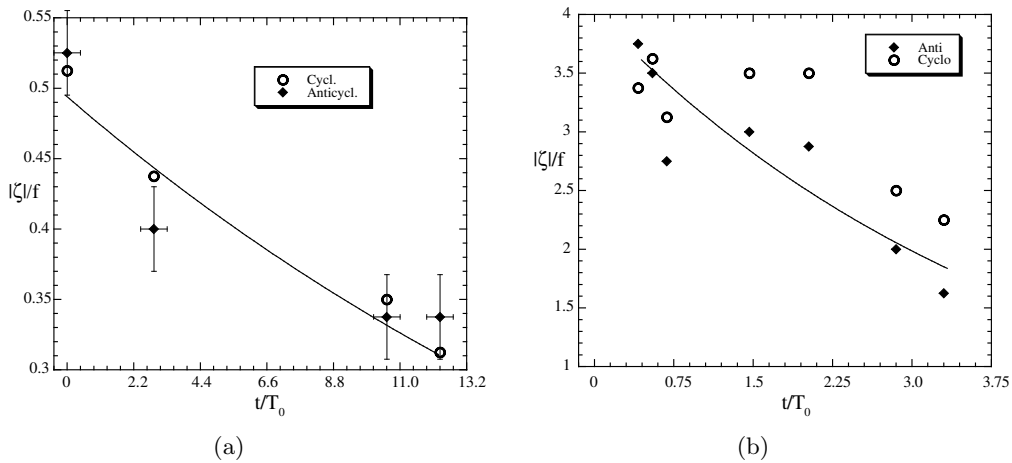 0.55
0.5
0.45
0.4
0.35
0.3
|ζ|/f
Cycl.
Anticycl.
0 2.2 4.4 6.6 8.8 11.0 13.2
t/T0
(a)
4
3.5
3
2.5
2
1.5
1
|ζ|/f
Anti
Cyclo
0 0.75 1.5 2.25 3.0 3.75
t/T0
(b)